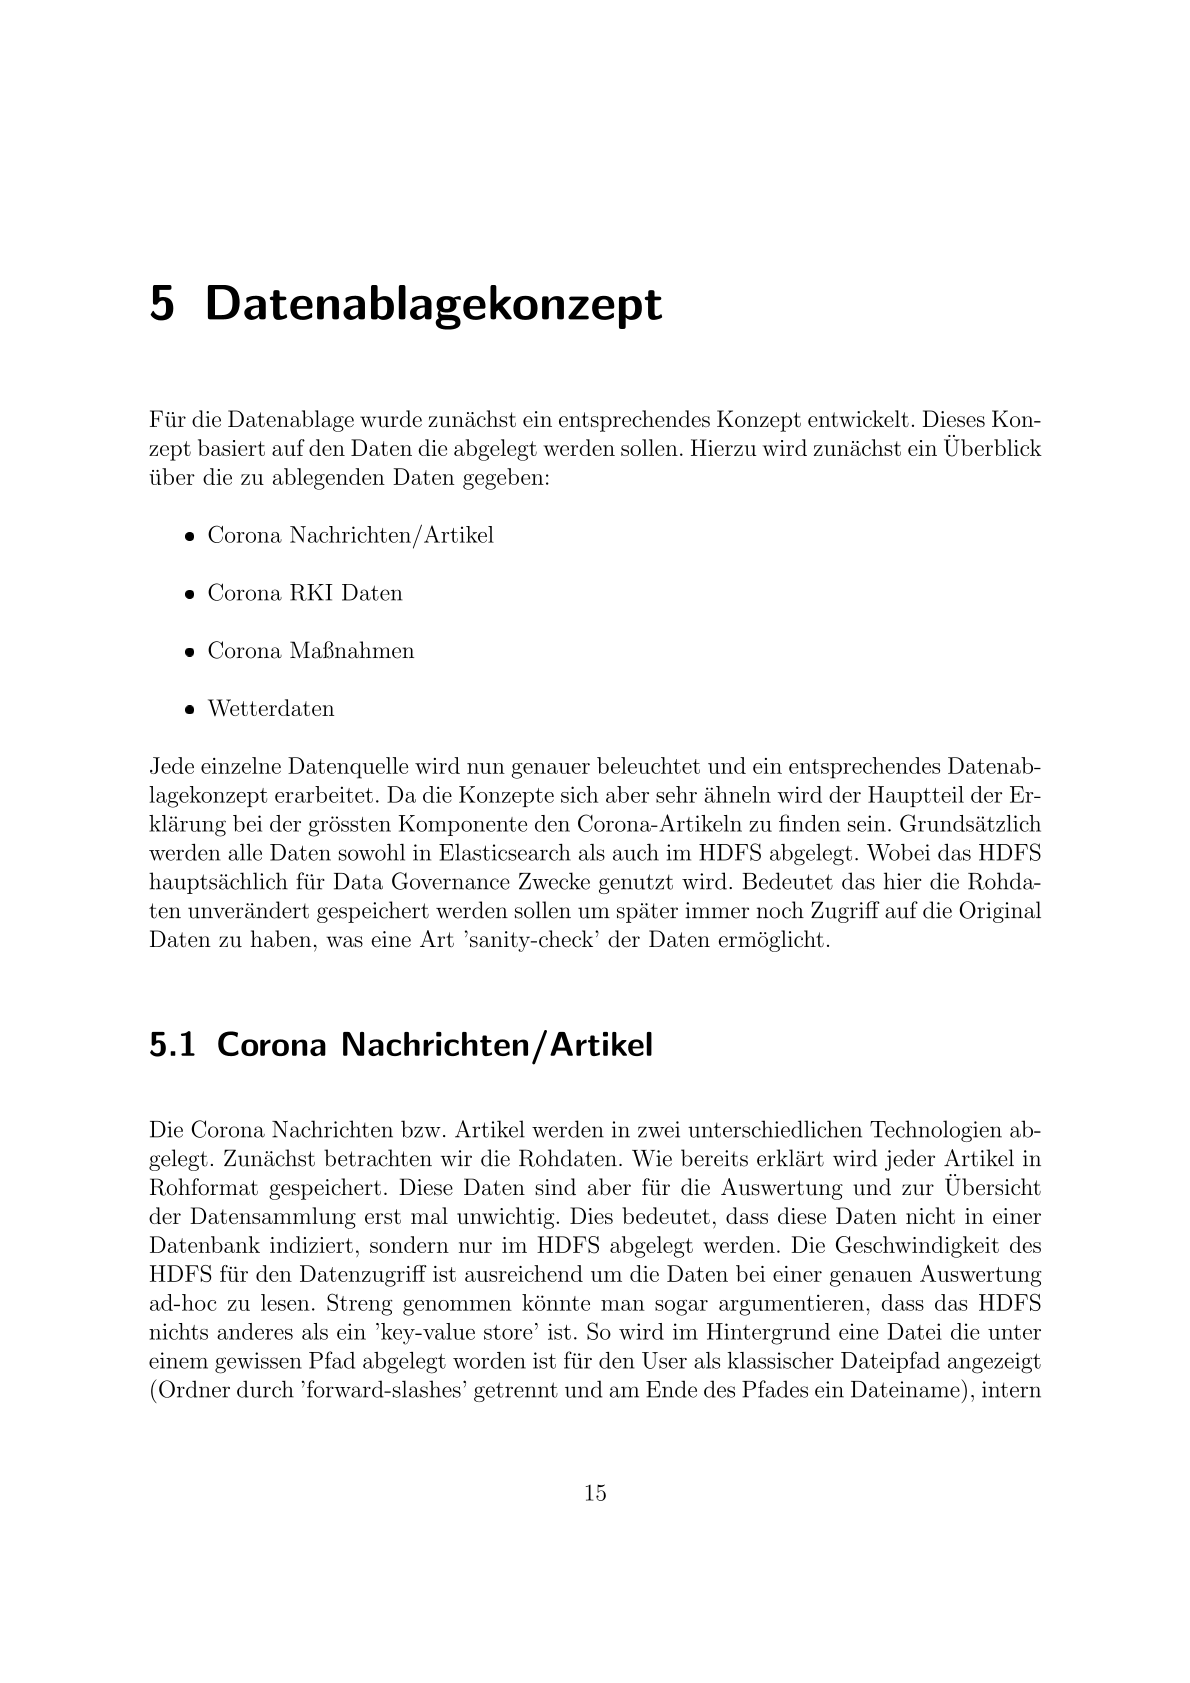 5 Datenablagekonzept
Für die Datenablage wurde zunächst ein entsprechendes Konzept entwickelt. Dieses Kon-
zept basiert auf den Daten die abgelegt werden sollen. Hierzu wird zunächst ein Überblick
über die zu ablegenden Daten gegeben:
• Corona Nachrichten/Artikel
• Corona RKI Daten
• Corona Maßnahmen
• Wetterdaten
Jede einzelne Datenquelle wird nun genauer beleuchtet und ein entsprechendes Datenab-
lagekonzept erarbeitet. Da die Konzepte sich aber sehr ähneln wird der Hauptteil der Er-
klärung bei der grössten Komponente den Corona-Artikeln zu finden sein. Grundsätzlich
werden alle Daten sowohl in Elasticsearch als auch im HDFS abgelegt. Wobei das HDFS
hauptsächlich für Data Governance Zwecke genutzt wird. Bedeutet das hier die Rohda-
ten unverändert gespeichert werden sollen um später immer noch Zugriff auf die Original
Daten zu haben, was eine Art ’sanity-check’ der Daten ermöglicht.
5.1 Corona Nachrichten/Artikel
Die Corona Nachrichten bzw. Artikel werden in zwei unterschiedlichen Technologien ab-
gelegt. Zunächst betrachten wir die Rohdaten. Wie bereits erklärt wird jeder Artikel in
Rohformat gespeichert. Diese Daten sind aber für die Auswertung und zur Übersicht
der Datensammlung erst mal unwichtig. Dies bedeutet, dass diese Daten nicht in einer
Datenbank indiziert, sondern nur im HDFS abgelegt werden. Die Geschwindigkeit des
HDFS für den Datenzugriff ist ausreichend um die Daten bei einer genauen Auswertung
ad-hoc zu lesen. Streng genommen könnte man sogar argumentieren, dass das HDFS
nichts anderes als ein ’key-value store’ ist. So wird im Hintergrund eine Datei die unter
einem gewissen Pfad abgelegt worden ist für den User als klassischer Dateipfad angezeigt
(Ordner durch ’forward-slashes’ getrennt und am Ende des Pfades ein Dateiname), intern
15